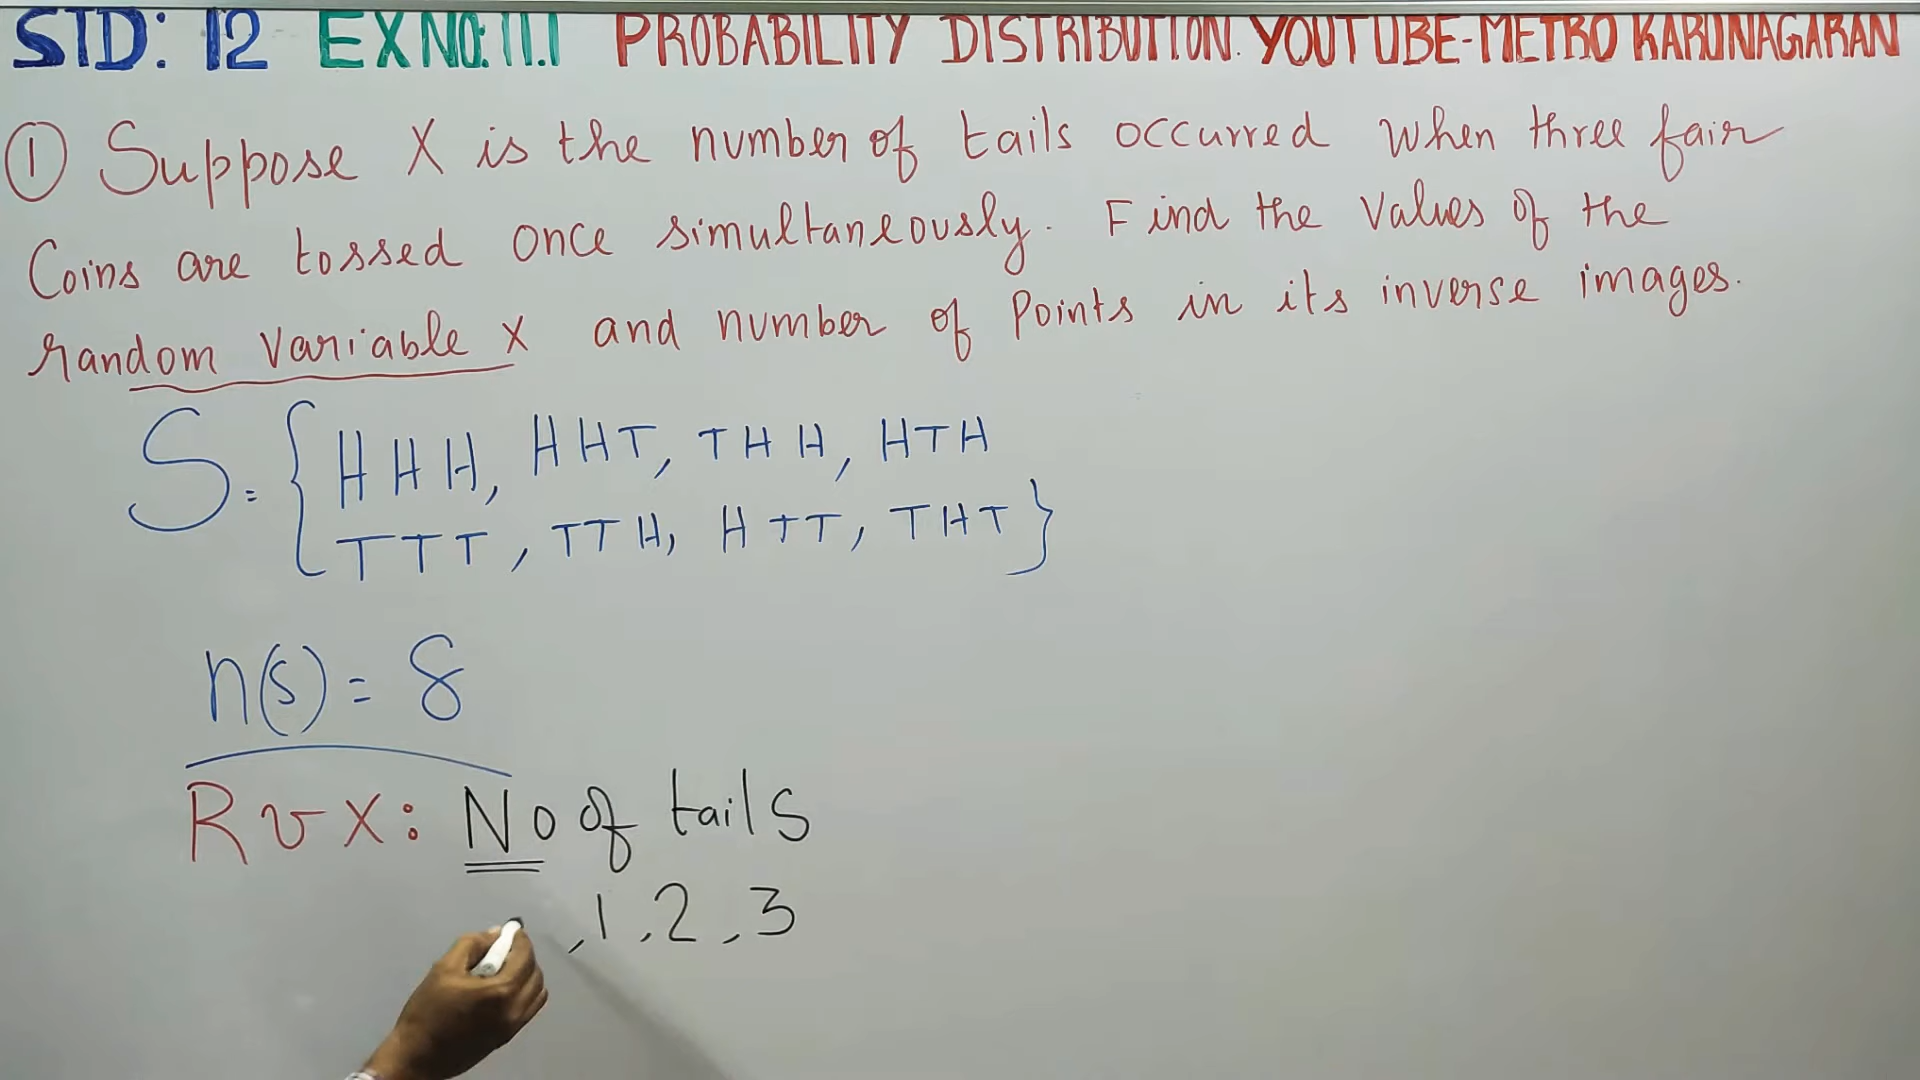 STD: 12 EX NO: 11.1 PROBABILITY DISTRIBUTION. YOUTUBE-METRO KARUNAGARAN
① Suppose X is the number of tails occurred when three fair
Coins are tossed once simultaneously. Find the Values of the
random variable X and number of Points in its inverse images.
S = { HHH, HHT, THH, HTH
TTT, TTH, HTT, THT }
n(s) = 8
R v X: No of tails
, 1, 2, 3